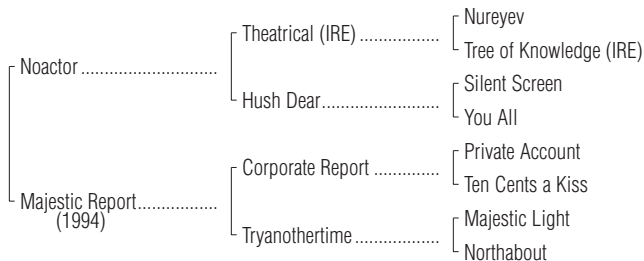 Nureyev
Theatrical (IRE) ............................
Tree of Knowledge (IRE)
Noactor ................................
Silent Screen
Hush Dear...........................
You All
Private Account
Corporate Report ...............
Ten Cents a Kiss
Majestic Report...................
(1994)
Majestic Light
Tryanothertime ...................
Northabout